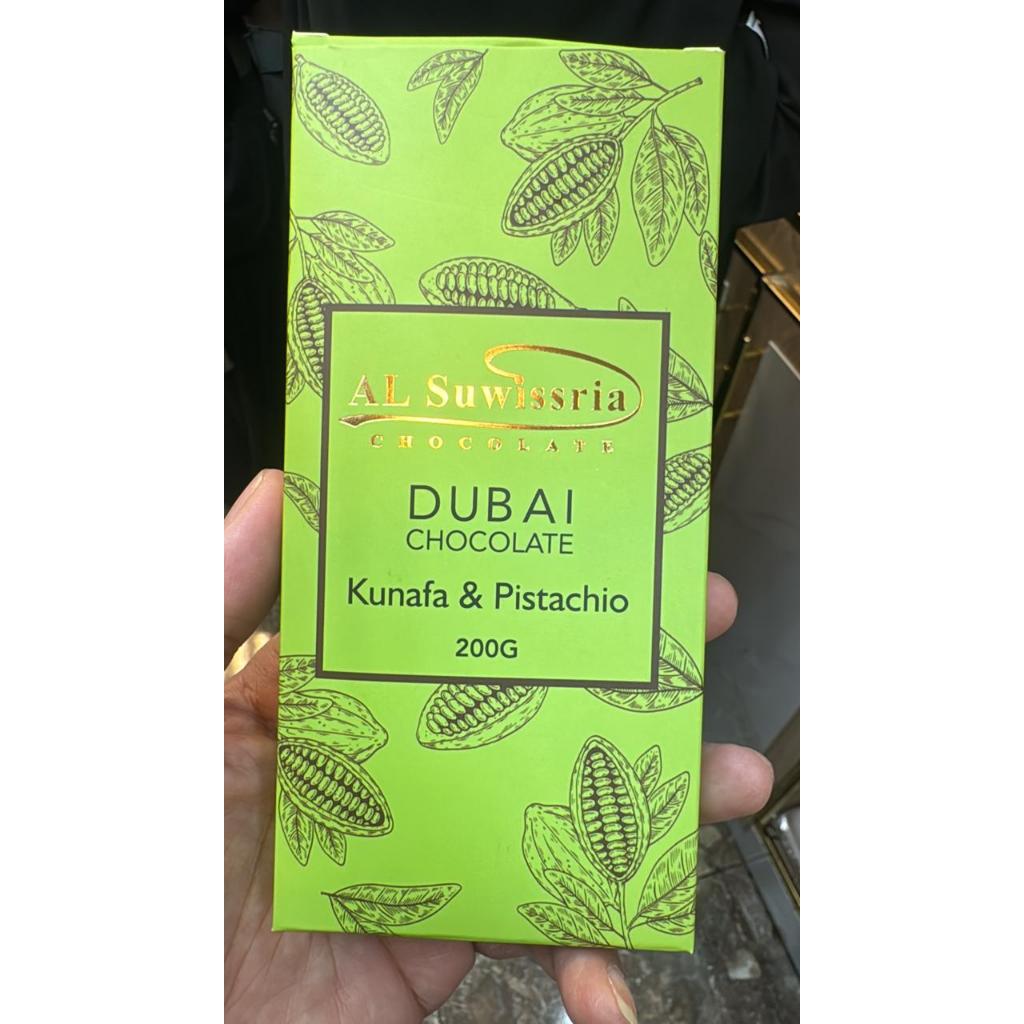 AL Suwissria
CHOCOLATE
DUBAI
CHOCOLATE
Kunafa & Pistachio
200G